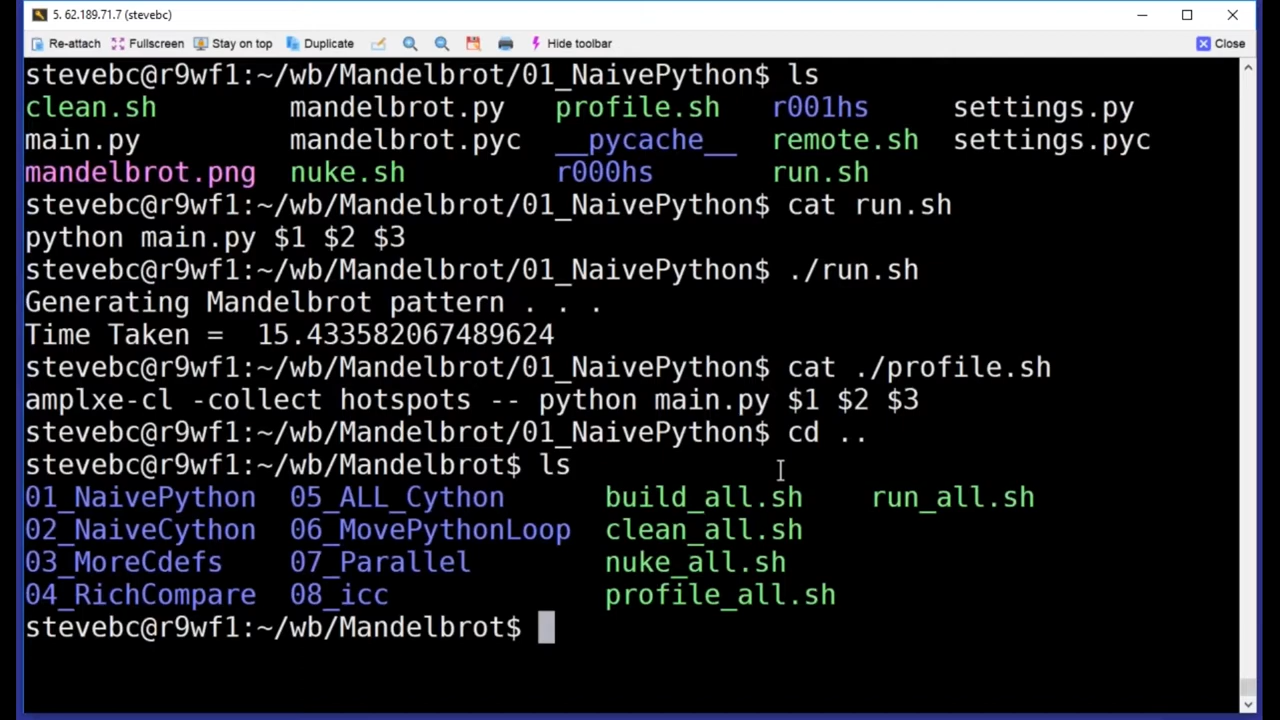 5. 62.189.71.7 (stevebc)
Re-attach Fullscreen Stay on top Duplicate Hide toolbar Close
stevebc@r9wf1:~/wb/Mandelbrot/01_NaivePython$ ls
clean.sh mandelbrot.py profile.sh r001hs settings.py
main.py mandelbrot.pyc __pycache__ remote.sh settings.pyc
mandelbrot.png nuke.sh r000hs run.sh
stevebc@r9wf1:~/wb/Mandelbrot/01_NaivePython$ cat run.sh
python main.py $1 $2 $3
stevebc@r9wf1:~/wb/Mandelbrot/01_NaivePython$ ./run.sh
Generating Mandelbrot pattern . . .
Time Taken =  15.433582067489624
stevebc@r9wf1:~/wb/Mandelbrot/01_NaivePython$ cat ./profile.sh
amplxe-cl -collect hotspots -- python main.py $1 $2 $3
stevebc@r9wf1:~/wb/Mandelbrot/01_NaivePython$ cd ..
stevebc@r9wf1:~/wb/Mandelbrot$ ls
01_NaivePython 05_ALL_Cython build_all.sh run_all.sh
02_NaiveCython 06_MovePythonLoop clean_all.sh
03_MoreCdefs 07_Parallel nuke_all.sh
04_RichCompare 08_icc profile_all.sh
stevebc@r9wf1:~/wb/Mandelbrot$